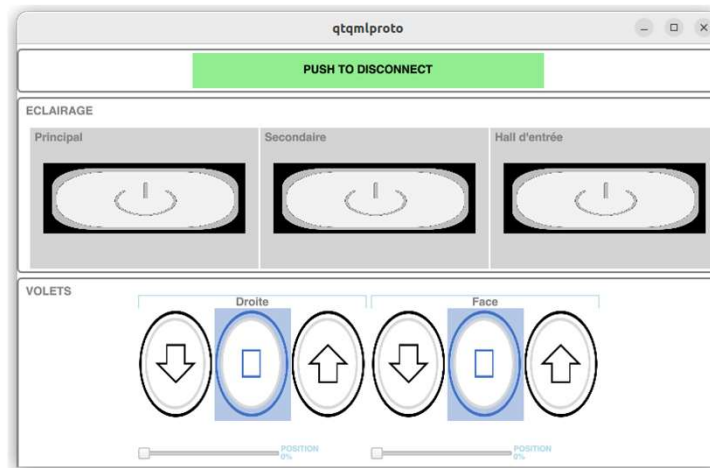 qtqmlproto
PUSH TO DISCONNECT
ECLAIRAGE
Principal
Secondaire
Hall d'entrée
VOLETS
Droite
Face
POSITION
0%
POSITION
0%